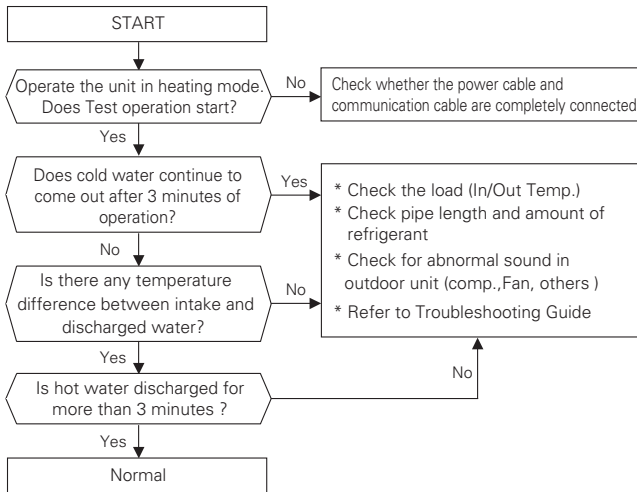 START
Operate the unit in heating mode.
Does Test operation start?
No
Check whether the power cable and
communication cable are completely connected.
Yes
Does cold water continue to
come out after 3 minutes of
operation?
Yes
* Check the load (In/Out Temp.)
* Check pipe length and amount of
refrigerant
* Check for abnormal sound in
outdoor unit (comp.,Fan, others )
* Refer to Troubleshooting Guide
No
Is there any temperature
difference between intake and
discharged water?
No
Yes
Is hot water discharged for
more than 3 minutes ?
No
Yes
Normal